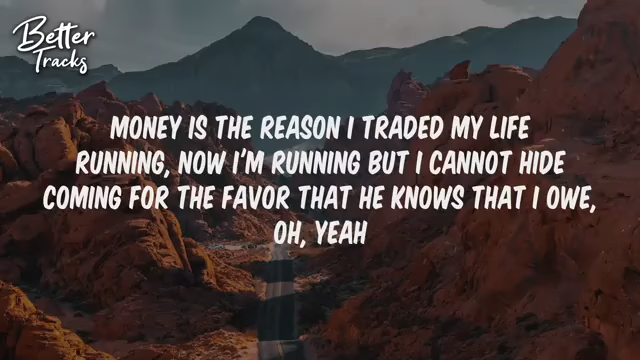 Better
Tracks
MONEY IS THE REASON I TRADED MY LIFE
RUNNING, NOW I'M RUNNING BUT I CANNOT HIDE
COMING FOR THE FAVOR THAT HE KNOWS THAT I OWE,
OH, YEAH